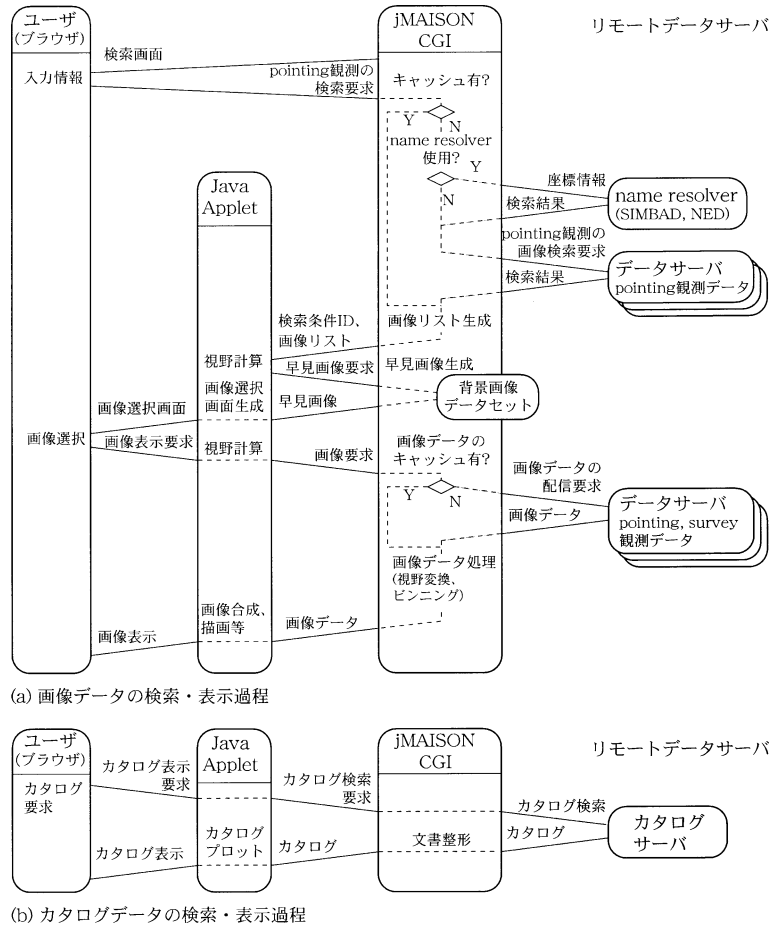 ユーザ
(ブラウザ)
jMAISON
CGI
リモートデータサーバ
検索画面
入力情報
pointing観測の
検索要求
キャッシュ有?
Y
N
name resolver
使用?
Y
N
Java
Applet
座標情報
name resolver
(SIMBAD, NED)
検索結果
pointing観測の
画像検索要求
データサーバ
pointing観測データ
検索結果
検索条件ID、
画像リスト
画像リスト生成
視野計算
早見画像要求
早見画像生成
画像選択
画面生成
早見画像
背景画像
データセット
画像選択画面
画像選択
画像表示要求
視野計算
画像要求
画像データの
キャッシュ有?
Y
N
画像データの
配信要求
データサーバ
pointing, survey
観測データ
画像データ
画像データ処理
(視野変換、
ビンニング)
画像合成、
描画等
画像データ
画像表示
(a) 画像データの検索・表示過程
ユーザ
(ブラウザ)
Java
Applet
jMAISON
CGI
リモートデータサーバ
カタログ
要求
カタログ表示
要求
カタログ検索
要求
カタログ検索
カタログ
サーバ
カタログ
文書整形
カタログ
カタログ
プロット
カタログ表示
(b) カタログデータの検索・表示過程